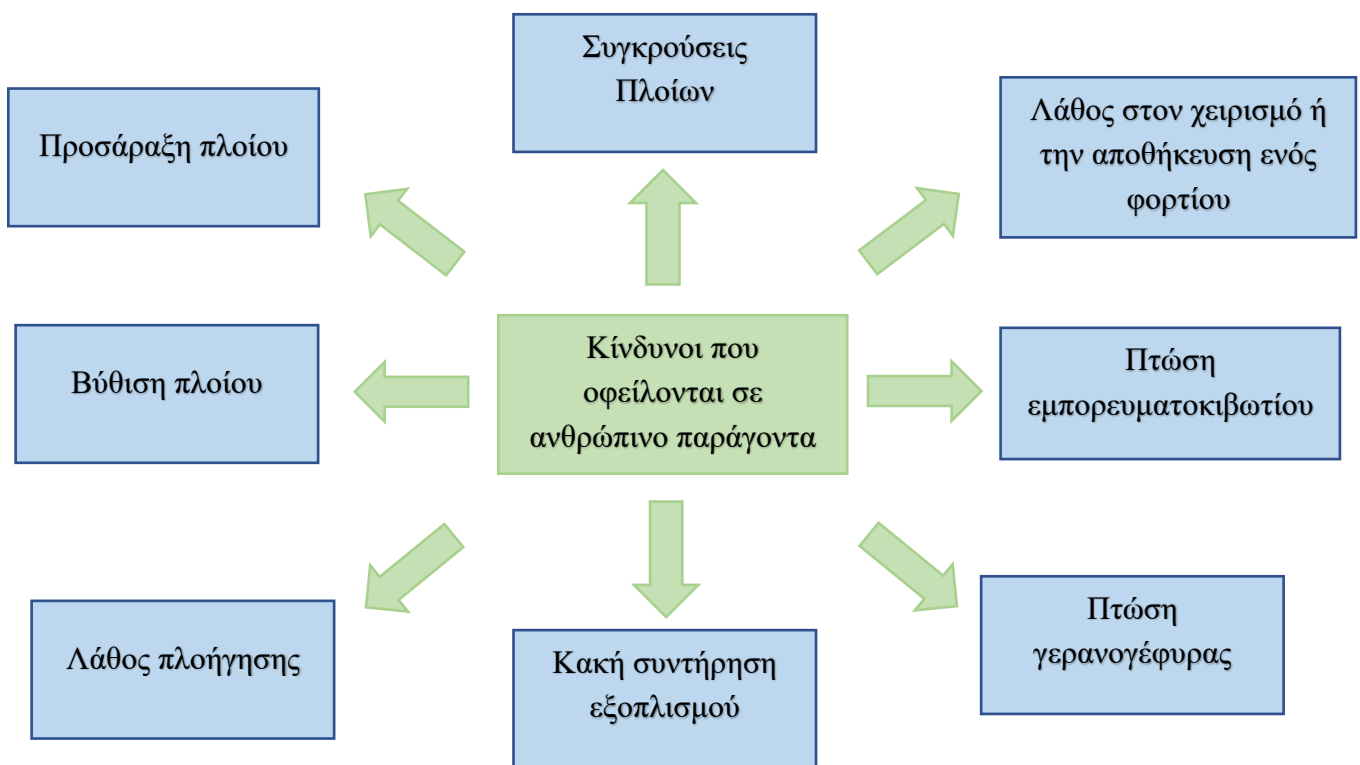 Συγκρούσεις
Πλοίων
Προσάραξη πλοίου
Λάθος στον χειρισμό ή
την αποθήκευση ενός
φορτίου
Βύθιση πλοίου
Κίνδυνοι που
οφείλονται σε
ανθρώπινο παράγοντα
Πτώση
εμπορευματοκιβωτίου
Λάθος πλοήγησης
Κακή συντήρηση
εξοπλισμού
Πτώση
γερανογέφυρας